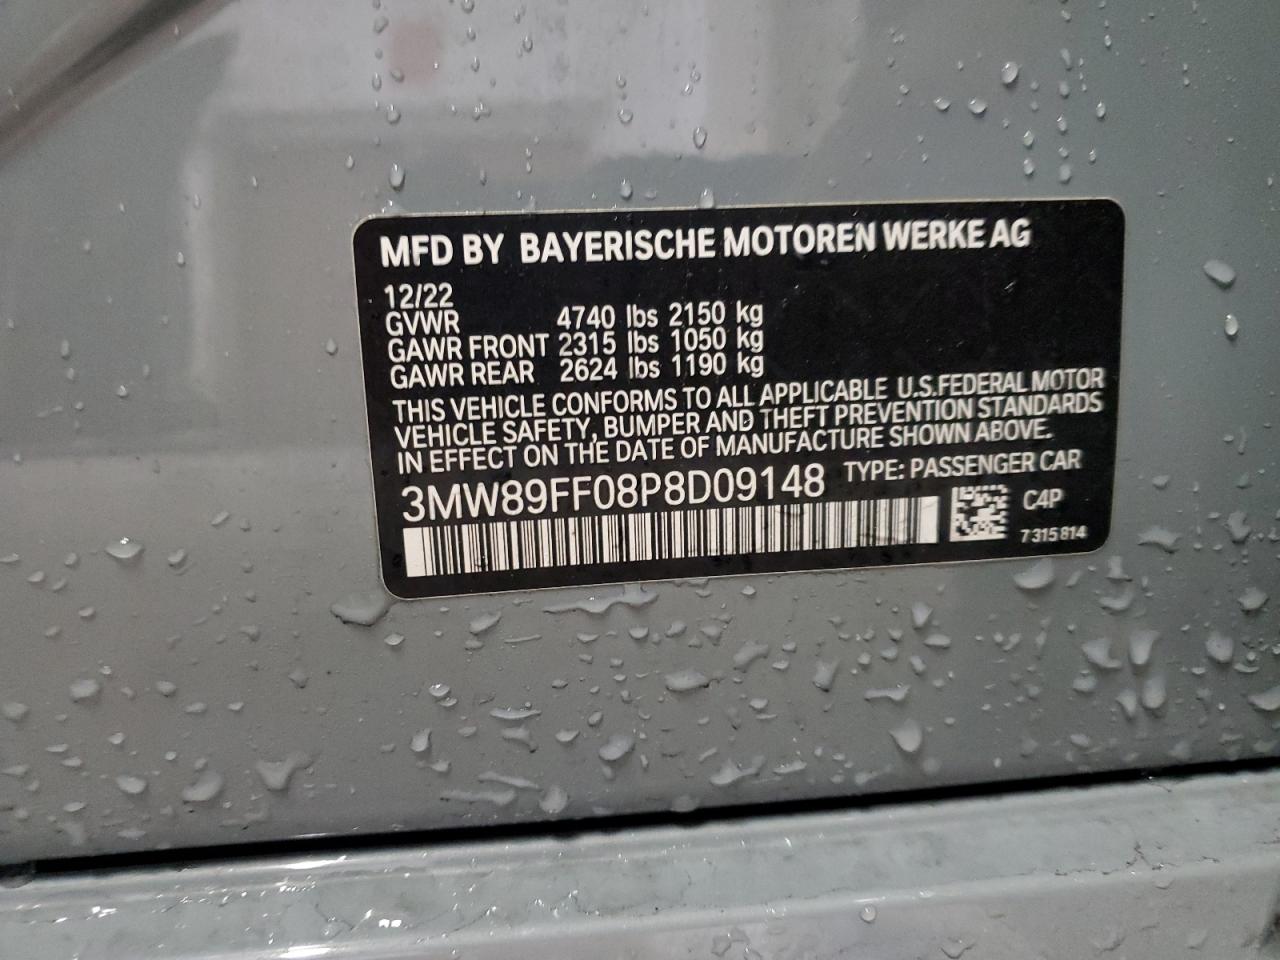 MFD BY BAYERISCHE MOTOREN WERKE AG
12/22
GVWR 4740 lbs 2150 kg
GAWR FRONT 2315 lbs 1050 kg
GAWR REAR 2624 lbs 1190 kg
THIS VEHICLE CONFORMS TO ALL APPLICABLE U.S.FEDERAL MOTOR
VEHICLE SAFETY, BUMPER AND THEFT PREVENTION STANDARDS
IN EFFECT ON THE DATE OF MANUFACTURE SHOWN ABOVE.
3MW89FF08P8D09148 TYPE: PASSENGER CAR
C4P
7 315 814